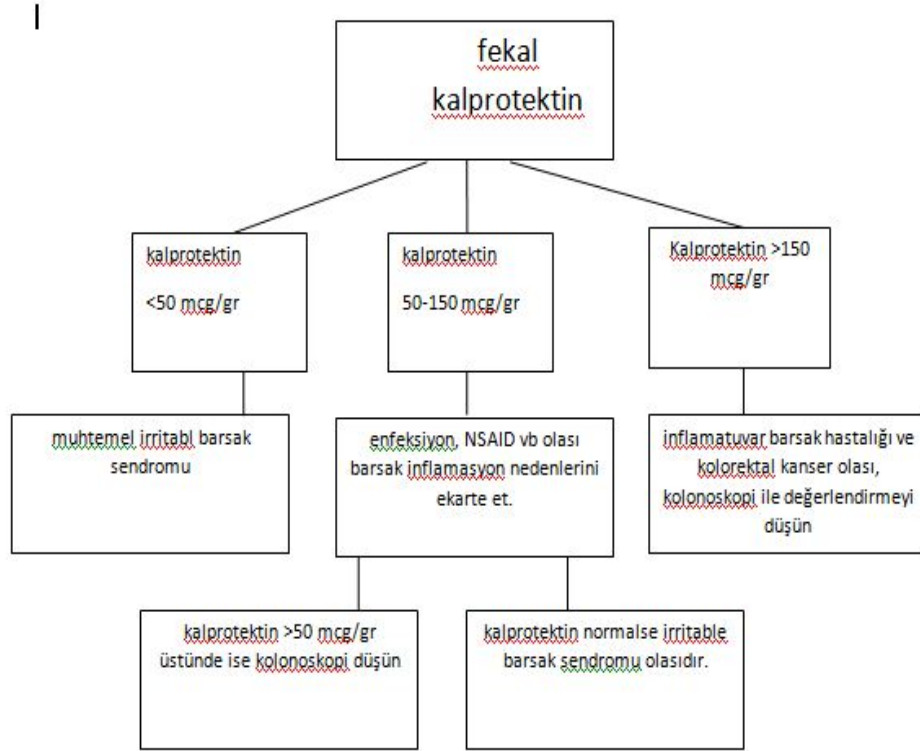 fekal
kalprotektin
kalprotektin
<50 mcg/gr
kalprotektin
50-150 mcg/gr
Kalprotektin >150
mcg/gr
muhtemel irritabl barsak
sendromu
enfeksiyon, NSAID vb olası
barsak inflamasyon nedenlerini
ekarte et.
inflamatuvar barsak hastalığı ve
kolorektal kanser olası,
kolonoskopi ile değerlendirmeyi
düşün
kalprotektin >50 mcg/gr
üstünde ise kolonoskopi düşün
kalprotektin normalse irritable
barsak sendromu olasıdır.